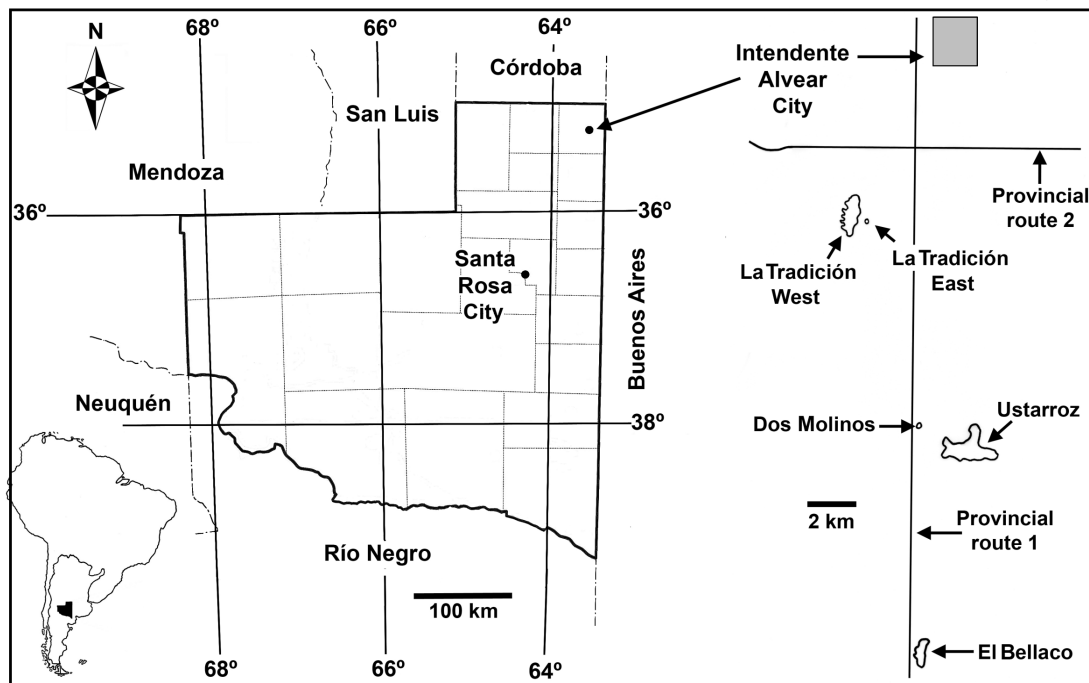 N
68º
66º
64º
Córdoba
San Luis
Mendoza
36º
36º
Santa
Rosa
City
Buenos Aires
Neuquén
38º
Río Negro
100 km
68º
66º
64º
Intendente
Alvear
City
Provincial
route 2
La Tradición
West
La Tradición
East
Dos Molinos
Ustarroz
2 km
Provincial
route 1
El Bellaco